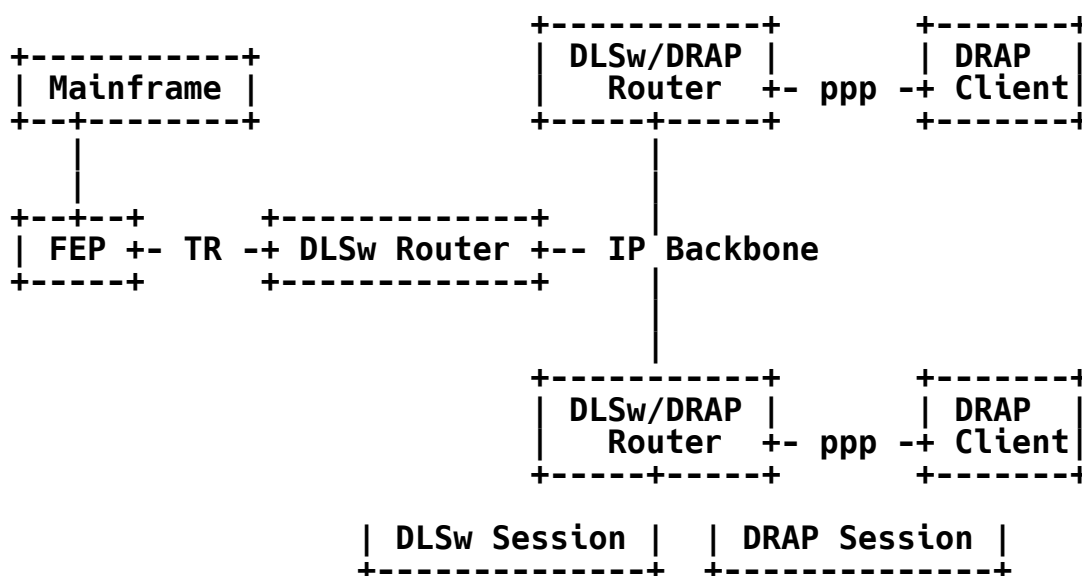 +-----------+ +-------+
+-----------+ | DLSw/DRAP | | DRAP |
| Mainframe | | Router +- ppp -+ Client|
+--+--------+ +-----+-----+ +-------+
| |
| |
+--+--+ +-------------+ |
| FEP +- TR -+ DLSw Router +-- IP Backbone
+-----+ +-------------+ |
|
|
+-----------+ +-------+
| DLSw/DRAP | | DRAP |
| Router +- ppp -+ Client|
+-----+-----+ +-------+
| DLSw Session | | DRAP Session |
+--------------+ +--------------+